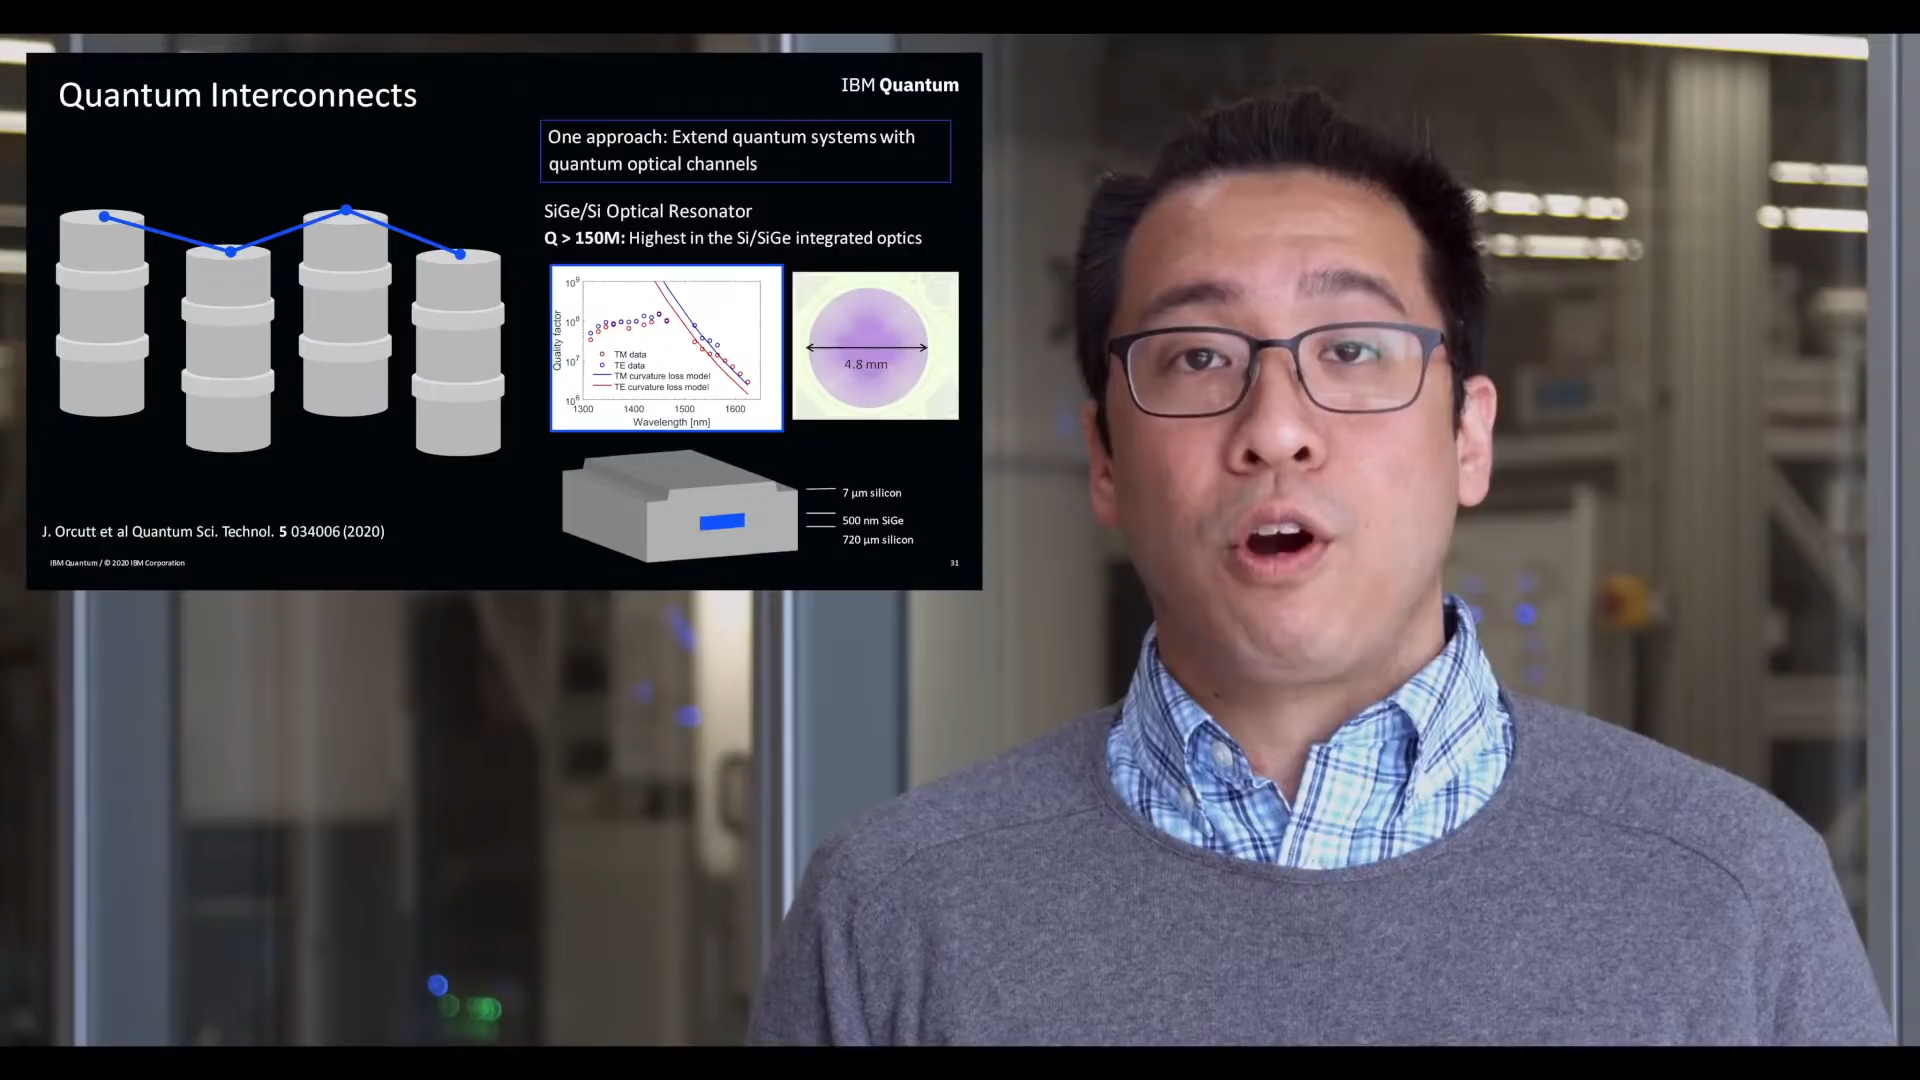 Quantum Interconnects
IBM Quantum
One approach: Extend quantum systems with
quantum optical channels
SiGe/Si Optical Resonator
Q > 150M: Highest in the Si/SiGe integrated optics
10⁹
10⁸
10⁷
10⁶
Quality factor
TM data
TE data
TM curvature loss model
TE curvature loss model
1300 1400 1500 1600
Wavelength [nm]
4.8 mm
7 µm silicon
500 nm SiGe
720 µm silicon
J. Orcutt et al Quantum Sci. Technol. 5 034006 (2020)
IBM Quantum / © 2020 IBM Corporation
31